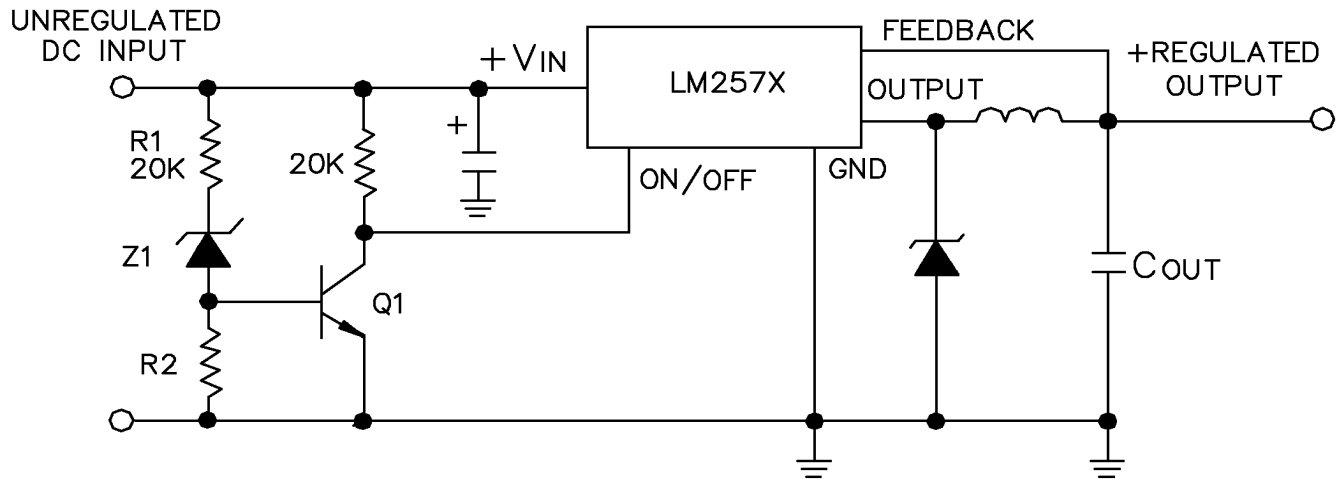 UNREGULATED
DC INPUT
+VIN
LM257X
FEEDBACK
+REGULATED
OUTPUT
OUTPUT
R1
20K
20K
+
ON/OFF
GND
Z1
Q1
COUT
R2